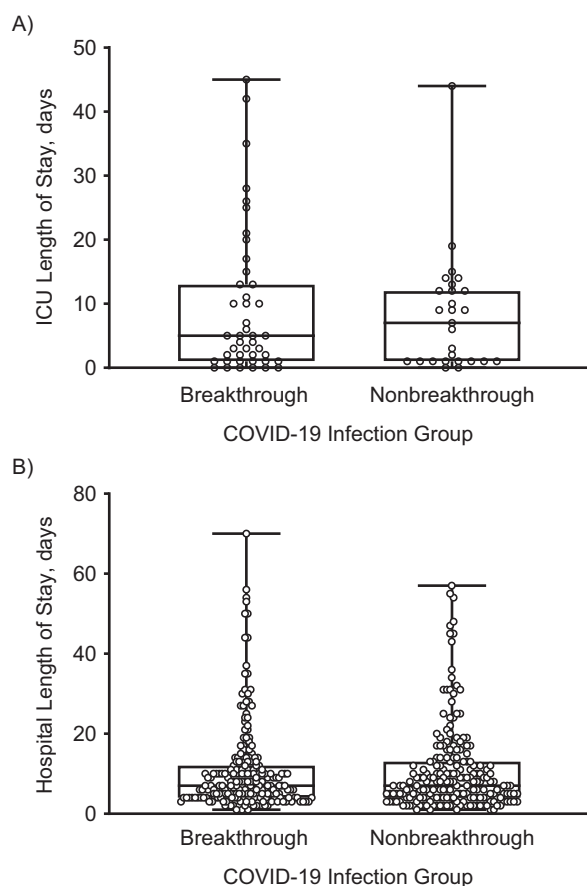 A)
50
40
30
20
10
0
ICU Length of Stay, days
Breakthrough Nonbreakthrough
COVID-19 Infection Group
B)
80
60
40
20
0
Hospital Length of Stay, days
Breakthrough Nonbreakthrough
COVID-19 Infection Group